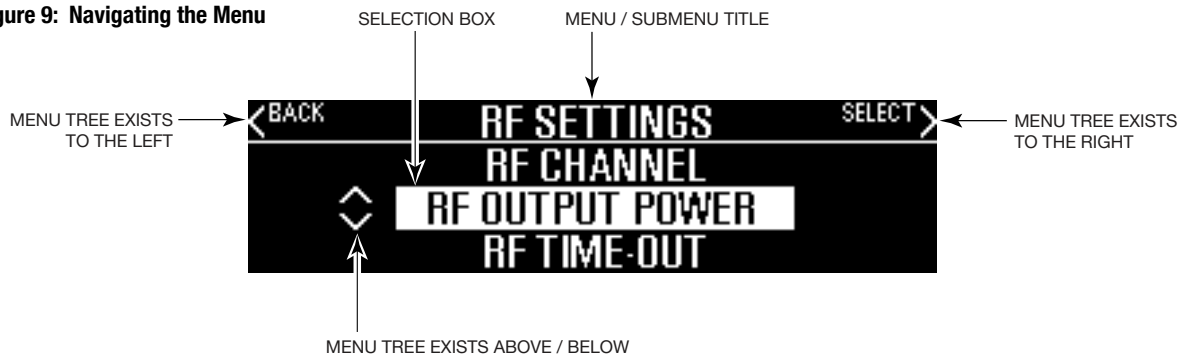 gure 9: Navigating the Menu
SELECTION BOX
MENU / SUBMENU TITLE
MENU TREE EXISTS
TO THE LEFT
BACK
RF SETTINGS
SELECT
MENU TREE EXISTS
TO THE RIGHT
RF CHANNEL
RF OUTPUT POWER
RF TIME-OUT
MENU TREE EXISTS ABOVE / BELOW